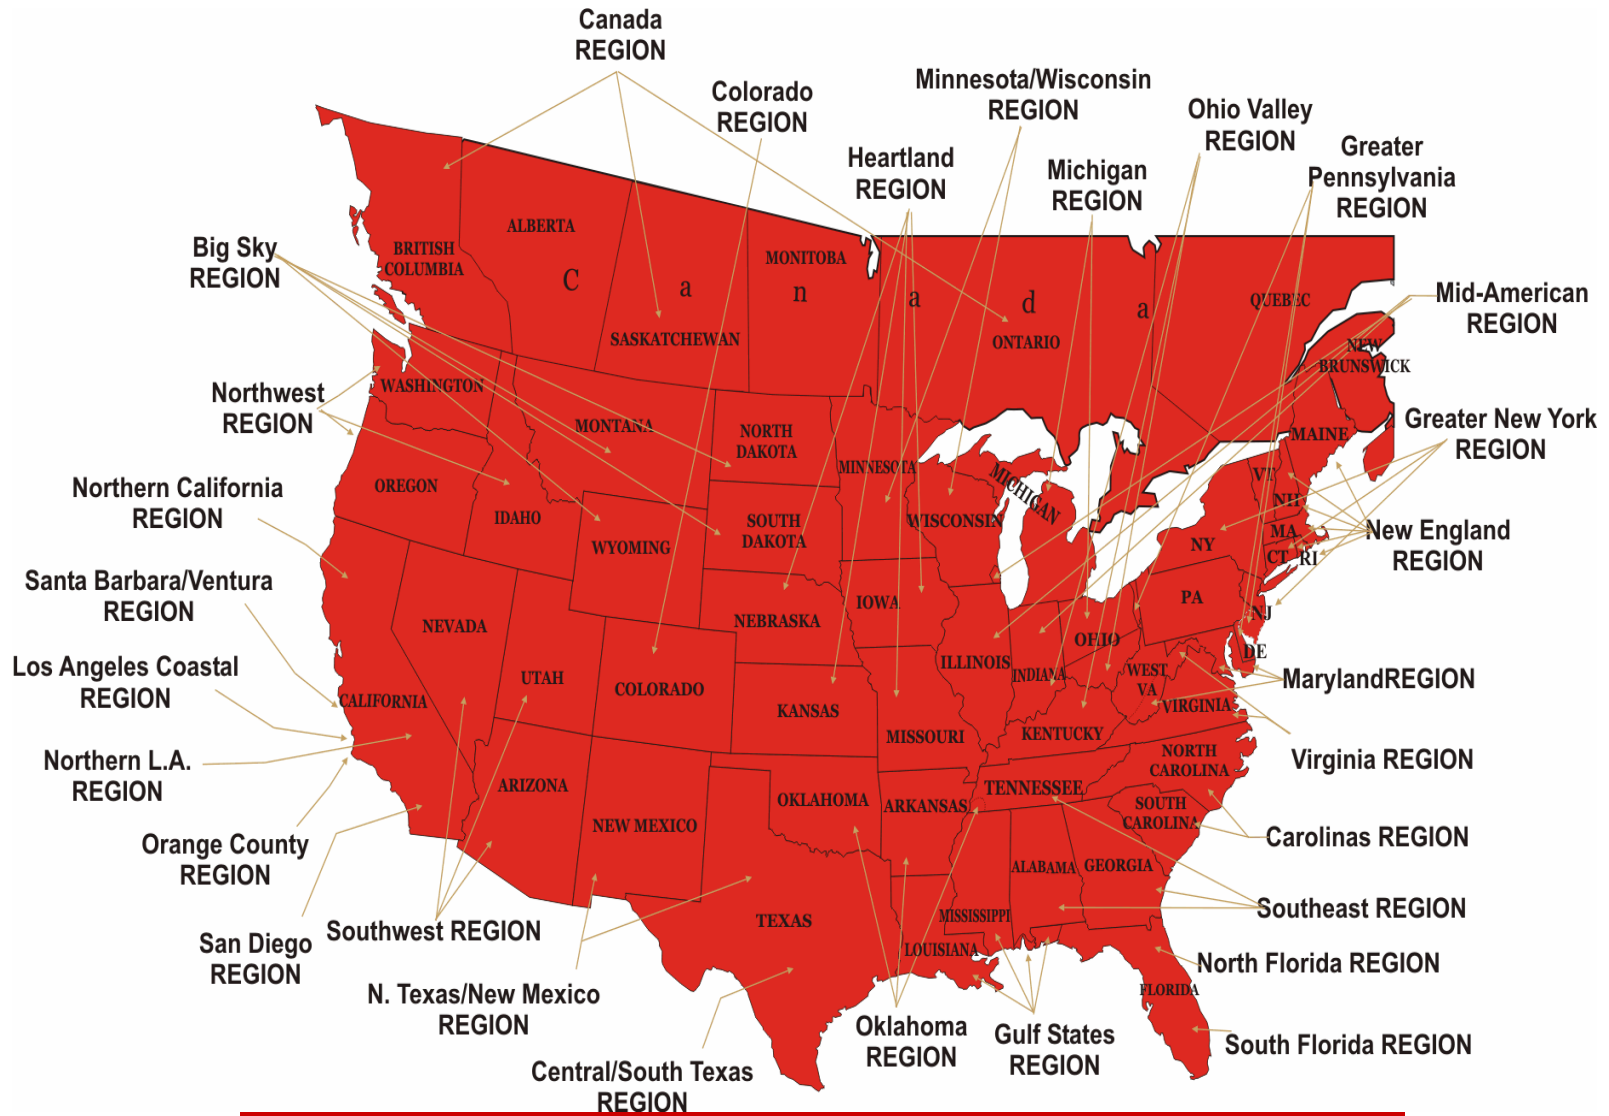 Canada
REGION
Colorado
REGION
Minnesota/Wisconsin
REGION
Ohio Valley
REGION
Heartland
REGION
Michigan
REGION
Greater
Pennsylvania
REGION
Big Sky
REGION
Mid-American
REGION
Northwest
REGION
Greater New York
REGION
Northern California
REGION
New England
REGION
Santa Barbara/Ventura
REGION
Los Angeles Coastal
REGION
MarylandREGION
Northern L.A.
REGION
Virginia REGION
Orange County
REGION
Carolinas REGION
San Diego
REGION
Southwest REGION
Southeast REGION
North Florida REGION
N. Texas/New Mexico
REGION
Oklahoma
REGION
Gulf States
REGION
South Florida REGION
Central/South Texas
REGION
BRITISH
COLUMBIA
ALBERTA
SASKATCHEWAN
MONITOBA
ONTARIO
QUEBEC
NEW
BRUNSWICK
C a n a d a
WASHINGTON
OREGON
IDAHO
MONTANA
NORTH
DAKOTA
SOUTH
DAKOTA
MINNESOTA
WISCONSIN
MICHIGAN
WYOMING
NEBRASKA
IOWA
ILLINOIS
INDIANA
OHIO
PA
NY
VT
NH
MAINE
MA
CT
RI
NJ
DE
NEVADA
UTAH
COLORADO
KANSAS
MISSOURI
KENTUCKY
WEST
VA
VIRGINIA
CALIFORNIA
ARIZONA
NEW MEXICO
OKLAHOMA
ARKANSAS
TENNESSEE
NORTH
CAROLINA
SOUTH
CAROLINA
TEXAS
LOUISIANA
MISSISSIPPI
ALABAMA
GEORGIA
FLORIDA